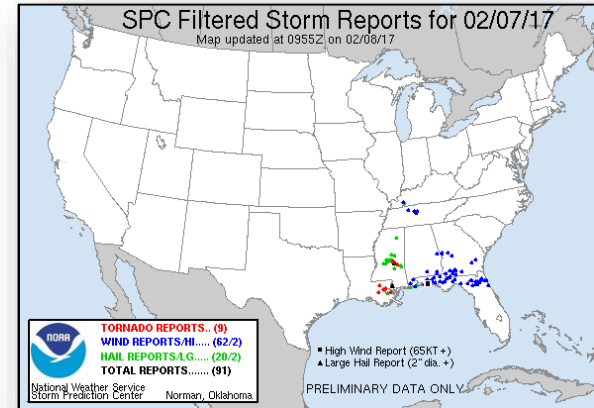 SPC Filtered Storm Reports for 02/07/17
Map updated at 0955Z on 02/08/17
NOAA
TORNADO REPORTS.. (9)
WIND REPORTS/HI..... (62/2)
HAIL REPORTS/LG..... (20/2)
TOTAL REPORTS....... (91)
National Weather Service
Storm Prediction Center Norman, Oklahoma
High Wind Report (65KT +)
Large Hail Report (2" dia. +)
PRELIMINARY DATA ONLY